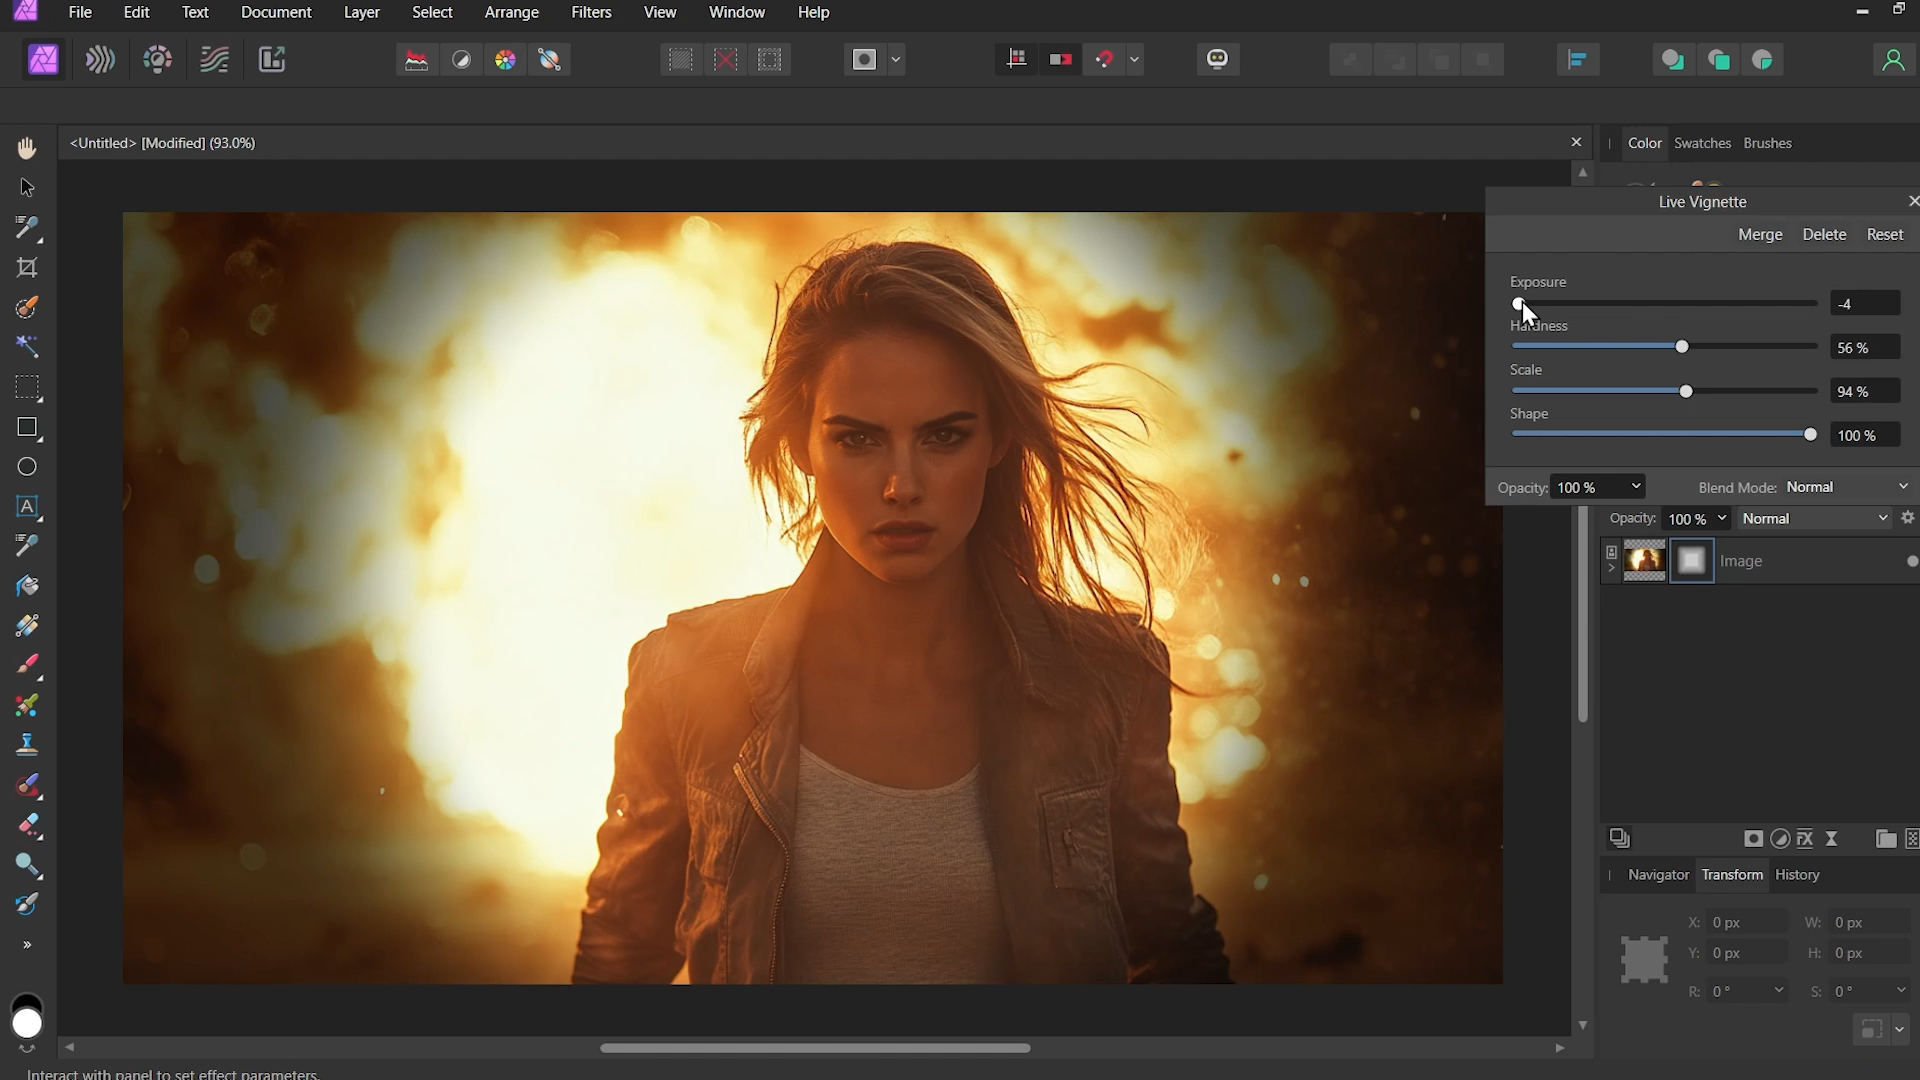 File Edit Text Document Layer Select Arrange Filters View Window Help
<Untitled> [Modified] (93.0%)
Color Swatches Brushes
Live Vignette
Merge Delete Reset
Exposure
-4
Hardness
56 %
Scale
94 %
Shape
100 %
Opacity: 100 % Blend Mode: Normal
Opacity: 100 % Normal
Image
Navigator Transform History
X: 0 px W: 0 px
Y: 0 px H: 0 px
R: 0 ° S: 0 °
Interact with panel to set effect parameters.